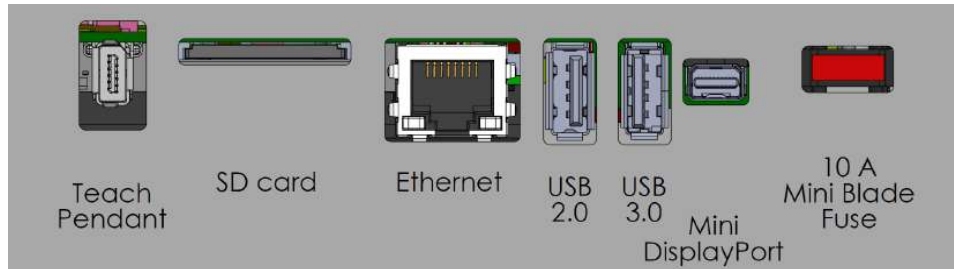 Teach
Pendant
SD card
Ethernet
USB
2.0
USB
3.0
Mini
DisplayPort
10 A
Mini Blade
Fuse